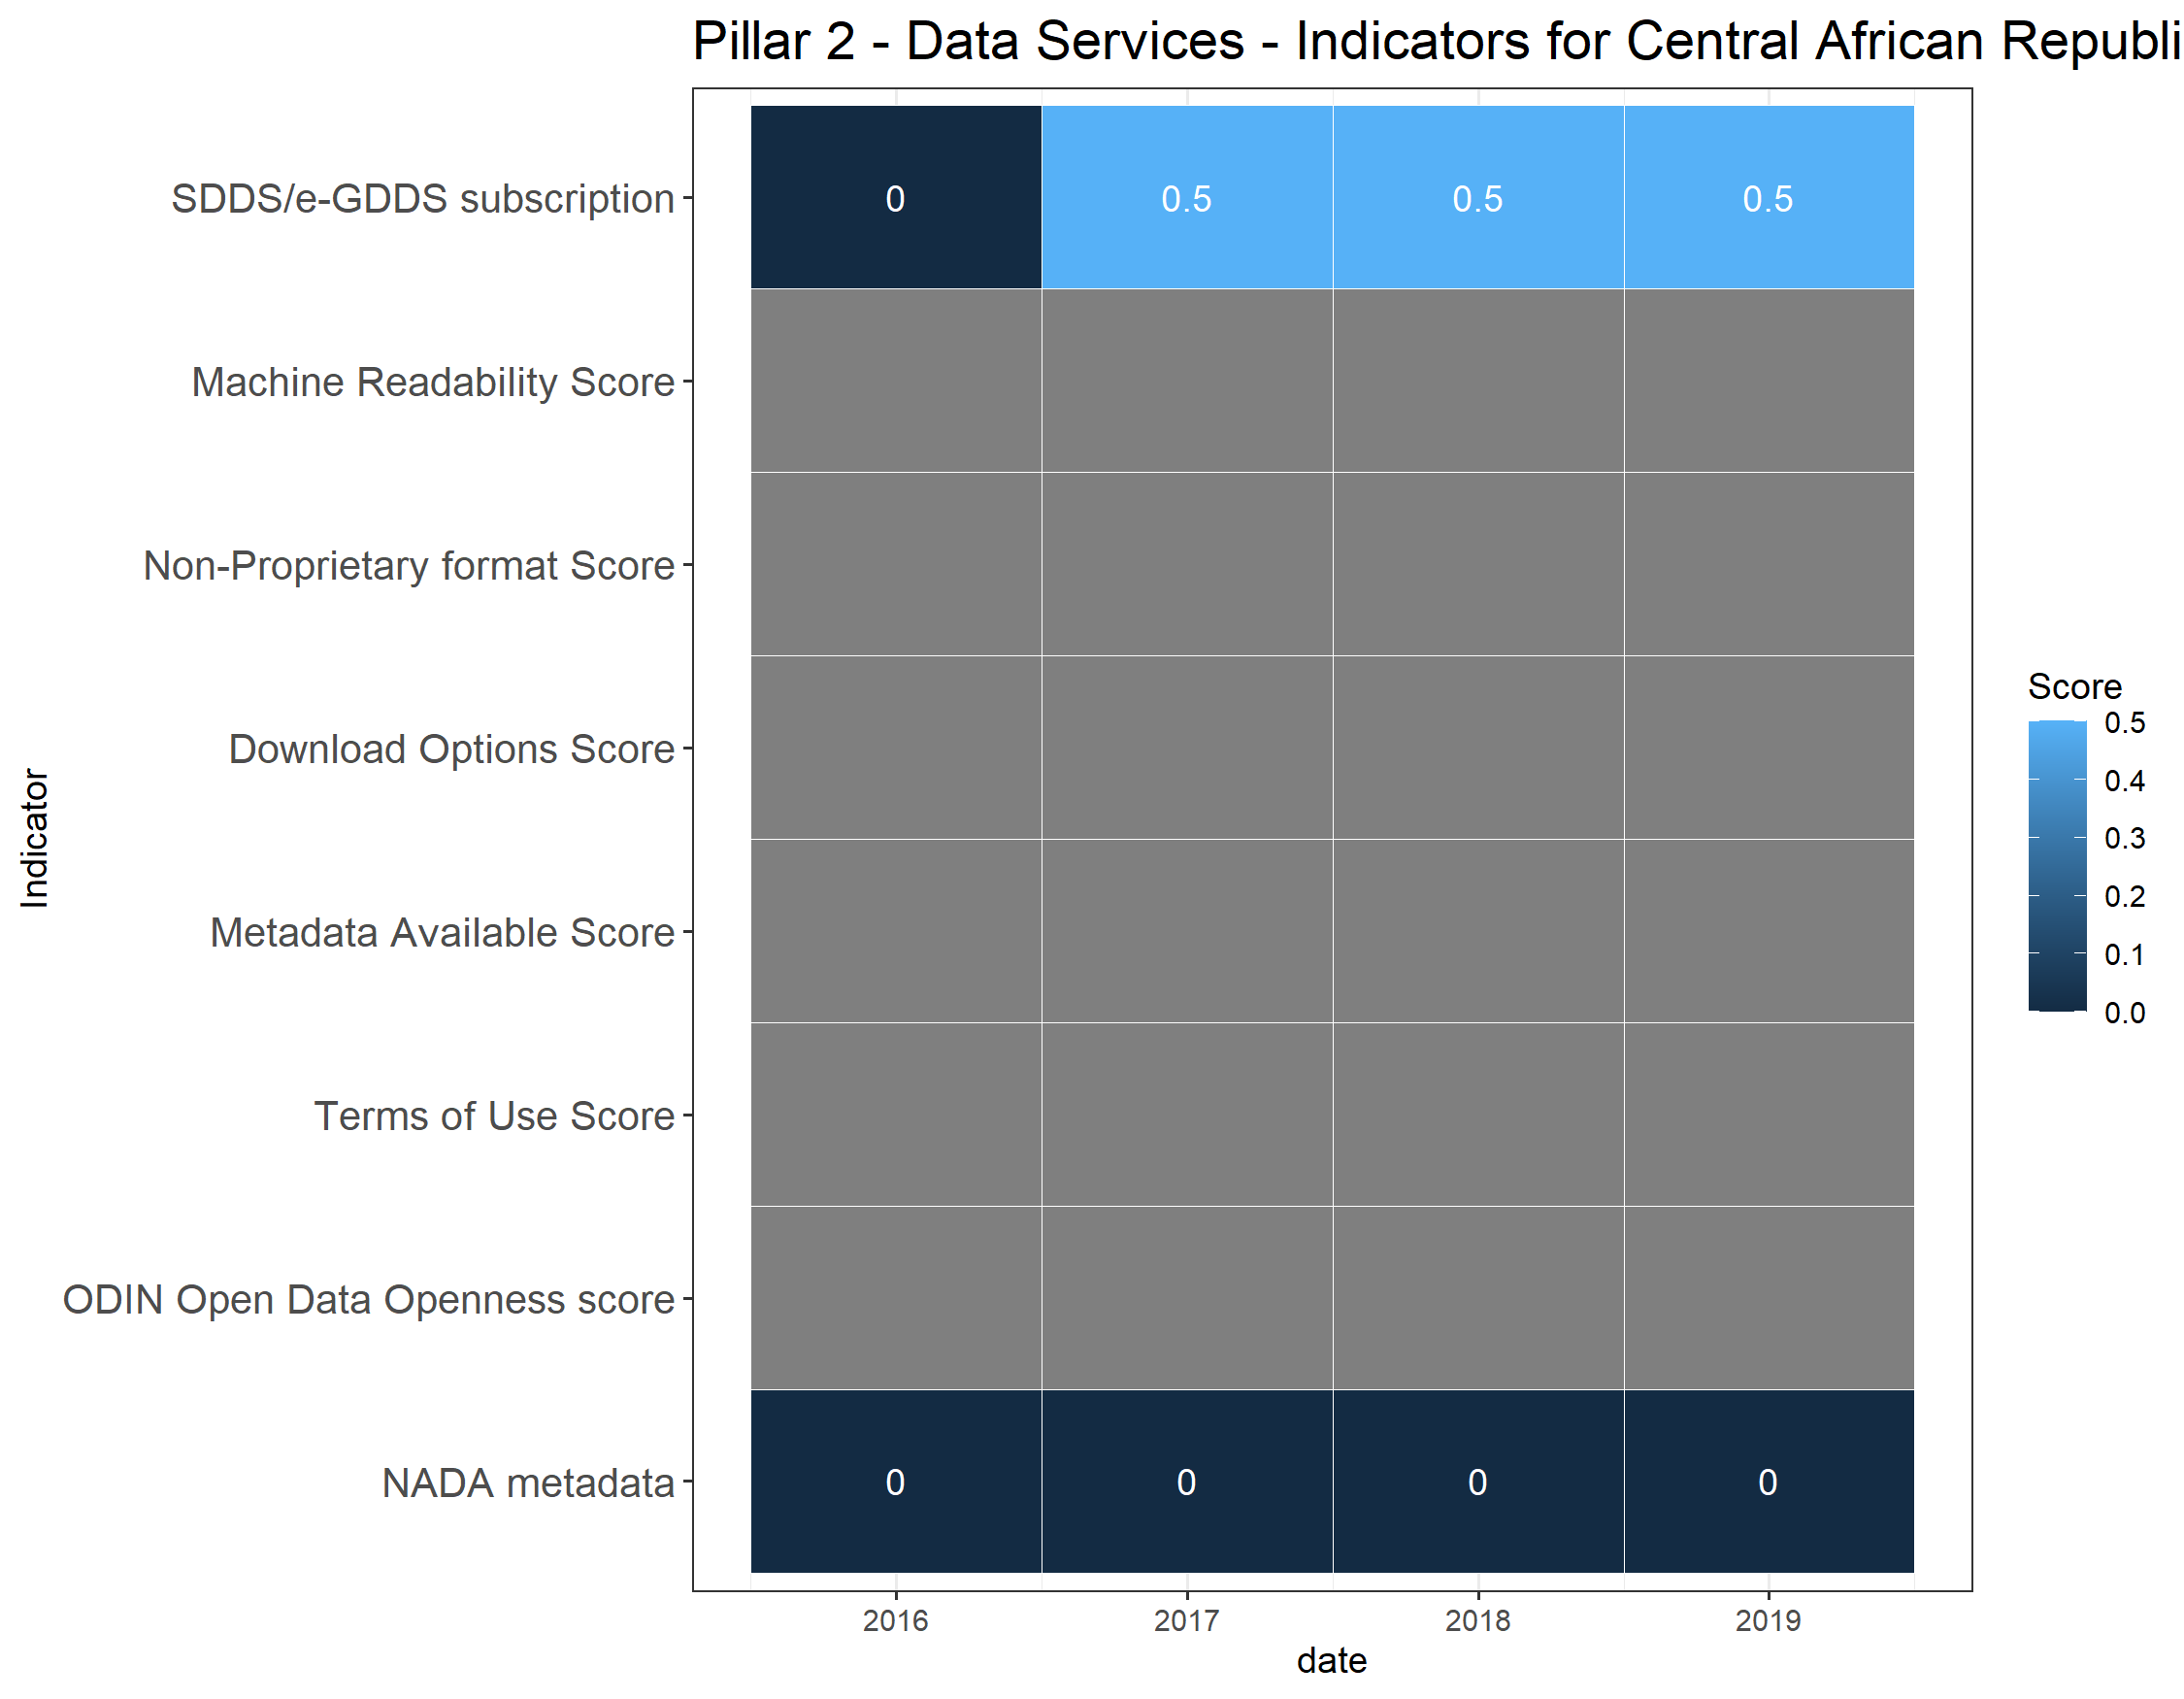 Pillar 2 - Data Services - Indicators for Central African Republi
SDDS/e-GDDS subscription
0 0.5 0.5 0.5
Machine Readability Score
Non-Proprietary format Score
Download Options Score
Metadata Available Score
Terms of Use Score
ODIN Open Data Openness score
NADA metadata
0 0 0 0
Indicator
2016 2017 2018 2019
date
Score
0.5
0.4
0.3
0.2
0.1
0.0